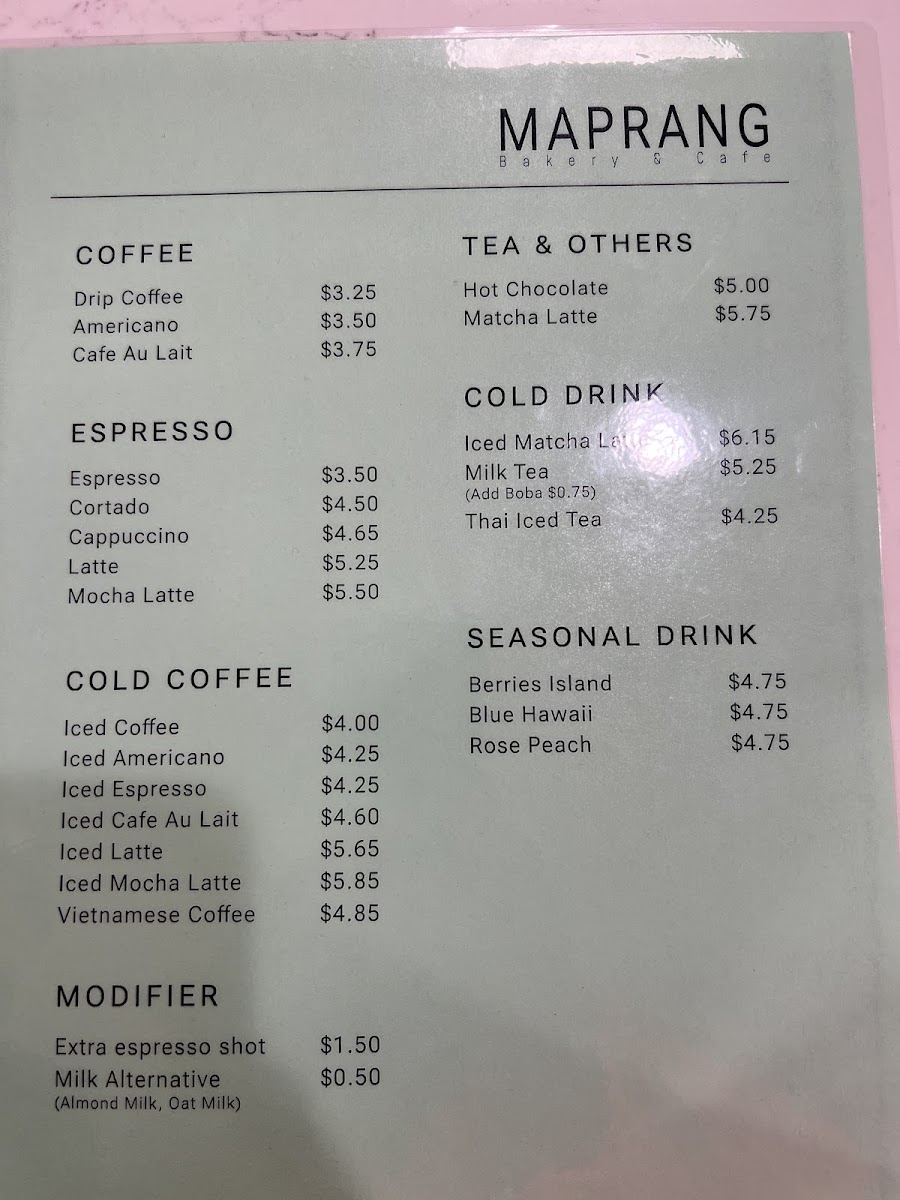 MAPRANG
Bakery & Cafe
COFFEE
Drip Coffee $3.25
Americano $3.50
Cafe Au Lait $3.75
ESPRESSO
Espresso $3.50
Cortado $4.50
Cappuccino $4.65
Latte $5.25
Mocha Latte $5.50
COLD COFFEE
Iced Coffee $4.00
Iced Americano $4.25
Iced Espresso $4.25
Iced Cafe Au Lait $4.60
Iced Latte $5.65
Iced Mocha Latte $5.85
Vietnamese Coffee $4.85
MODIFIER
Extra espresso shot $1.50
Milk Alternative $0.50
(Almond Milk, Oat Milk)
TEA & OTHERS
Hot Chocolate $5.00
Matcha Latte $5.75
COLD DRINK
Iced Matcha Latte $6.15
Milk Tea $5.25
(Add Boba $0.75)
Thai Iced Tea $4.25
SEASONAL DRINK
Berries Island $4.75
Blue Hawaii $4.75
Rose Peach $4.75